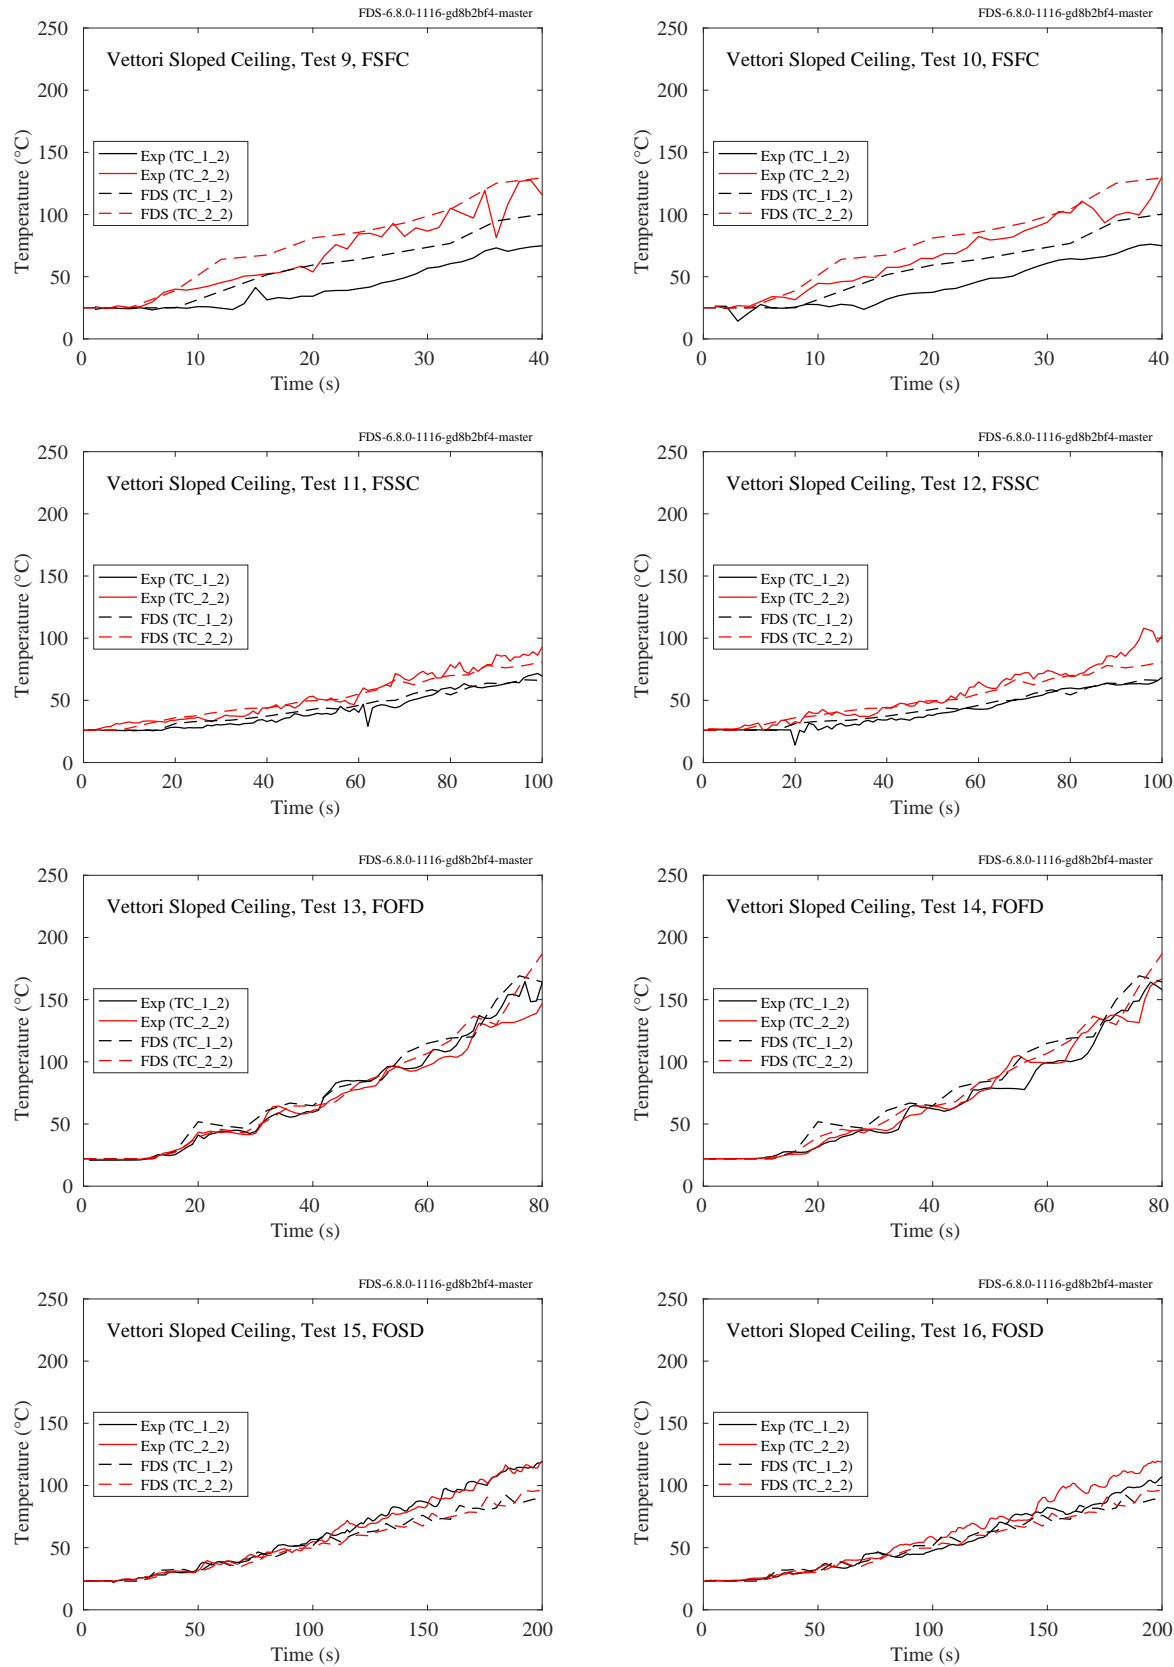 FDS-6.8.0-1116-gd8b2bf4-master
Vettori Sloped Ceiling, Test 9, FSFC
Temperature (°C)
250
200
150
100
50
0
Exp (TC_1_2)
Exp (TC_2_2)
FDS (TC_1_2)
FDS (TC_2_2)
0 10 20 30 40
Time (s)
FDS-6.8.0-1116-gd8b2bf4-master
Vettori Sloped Ceiling, Test 10, FSFC
Temperature (°C)
250
200
150
100
50
0
Exp (TC_1_2)
Exp (TC_2_2)
FDS (TC_1_2)
FDS (TC_2_2)
0 10 20 30 40
Time (s)
FDS-6.8.0-1116-gd8b2bf4-master
Vettori Sloped Ceiling, Test 11, FSSC
Temperature (°C)
250
200
150
100
50
0
Exp (TC_1_2)
Exp (TC_2_2)
FDS (TC_1_2)
FDS (TC_2_2)
0 20 40 60 80 100
Time (s)
FDS-6.8.0-1116-gd8b2bf4-master
Vettori Sloped Ceiling, Test 12, FSSC
Temperature (°C)
250
200
150
100
50
0
Exp (TC_1_2)
Exp (TC_2_2)
FDS (TC_1_2)
FDS (TC_2_2)
0 20 40 60 80 100
Time (s)
FDS-6.8.0-1116-gd8b2bf4-master
Vettori Sloped Ceiling, Test 13, FOFD
Temperature (°C)
250
200
150
100
50
0
Exp (TC_1_2)
Exp (TC_2_2)
FDS (TC_1_2)
FDS (TC_2_2)
0 20 40 60 80
Time (s)
FDS-6.8.0-1116-gd8b2bf4-master
Vettori Sloped Ceiling, Test 14, FOFD
Temperature (°C)
250
200
150
100
50
0
Exp (TC_1_2)
Exp (TC_2_2)
FDS (TC_1_2)
FDS (TC_2_2)
0 20 40 60 80
Time (s)
FDS-6.8.0-1116-gd8b2bf4-master
Vettori Sloped Ceiling, Test 15, FOSD
Temperature (°C)
250
200
150
100
50
0
Exp (TC_1_2)
Exp (TC_2_2)
FDS (TC_1_2)
FDS (TC_2_2)
0 50 100 150 200
Time (s)
FDS-6.8.0-1116-gd8b2bf4-master
Vettori Sloped Ceiling, Test 16, FOSD
Temperature (°C)
250
200
150
100
50
0
Exp (TC_1_2)
Exp (TC_2_2)
FDS (TC_1_2)
FDS (TC_2_2)
0 50 100 150 200
Time (s)